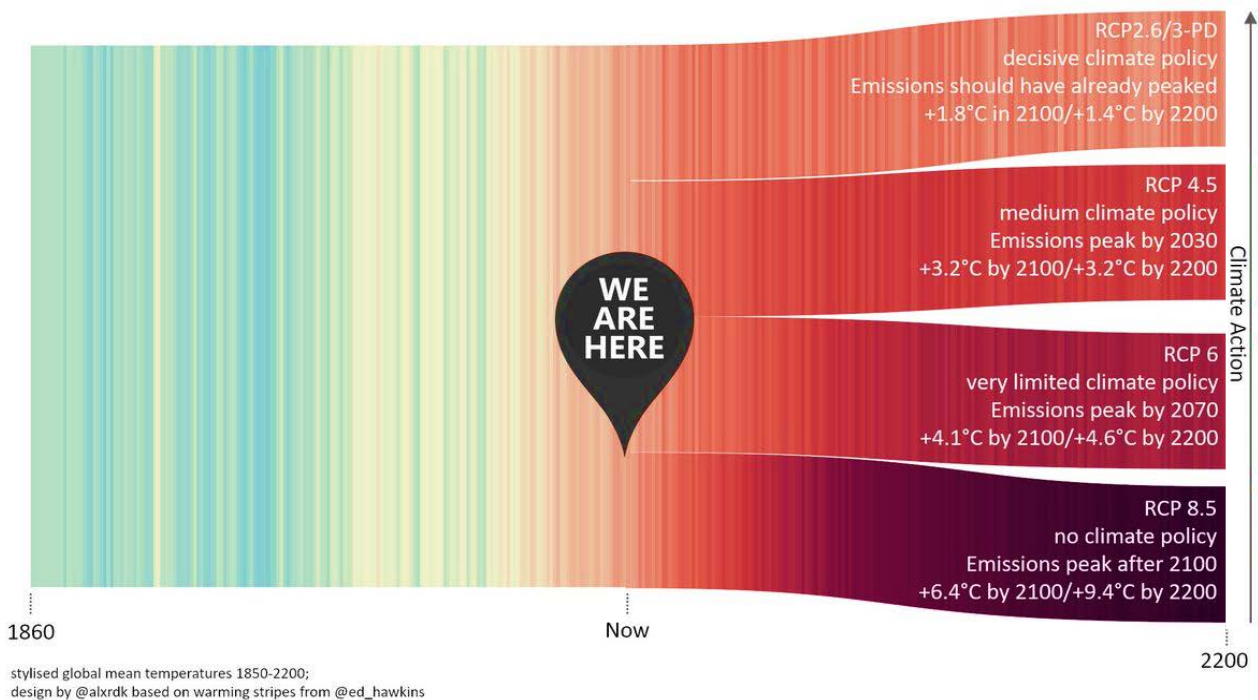 RCP2.6/3-PD
decisive climate policy
Emissions should have already peaked
+1.8°C in 2100/+1.4°C by 2200
RCP 4.5
medium climate policy
Emissions peak by 2030
+3.2°C by 2100/+3.2°C by 2200
WE
ARE
HERE
Climate Action
RCP 6
very limited climate policy
Emissions peak by 2070
+4.1°C by 2100/+4.6°C by 2200
RCP 8.5
no climate policy
Emissions peak after 2100
+6.4°C by 2100/+9.4°C by 2200
1860
Now
2200
stylised global mean temperatures 1850-2200;
design by @alxrdk based on warming stripes from @ed_hawkins